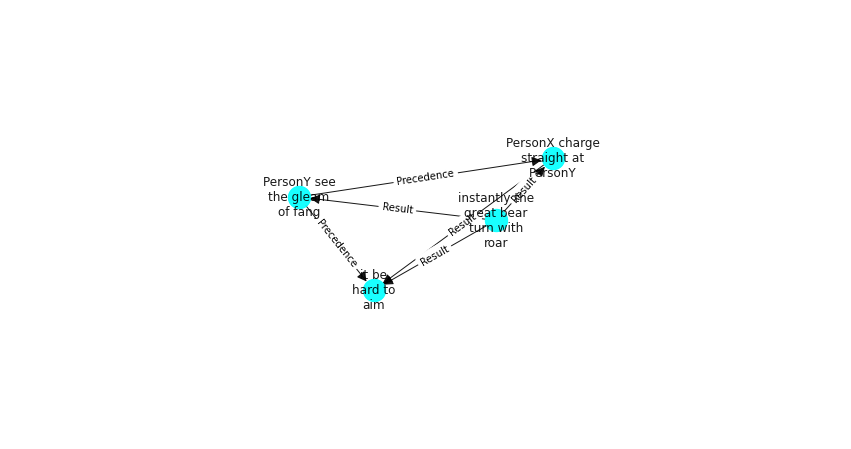 PersonX charge
straight at
PersonY
Precedence
PersonY see
the gleam
of fang
instantly the
great bear
turn with
roar
Result
Result
Result
Result
Precedence
it be
hard to
aim